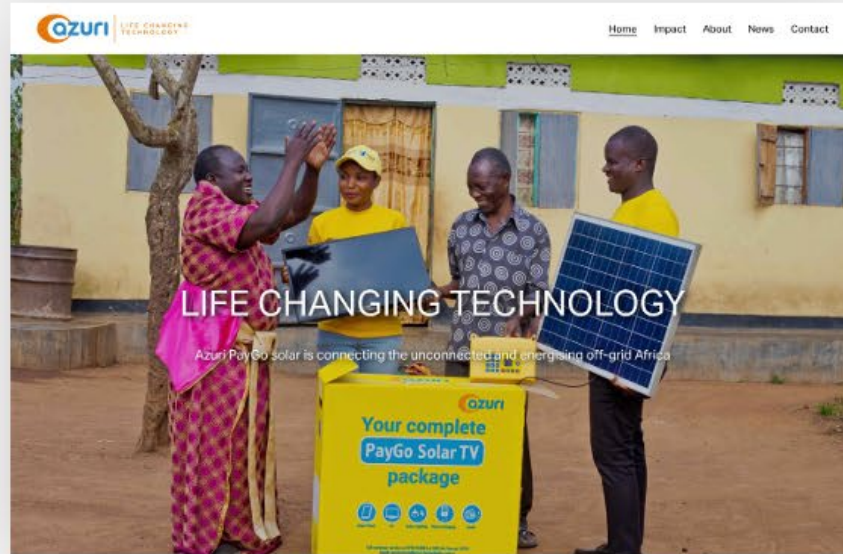 azuri
LIFE CHANGING
TECHNOLOGY
Home Impact About News Contact
LIFE CHANGING TECHNOLOGY
Azuri PayGo solar is connecting the unconnected and energising off-grid Africa
azuri
Your complete
PayGo Solar TV
package